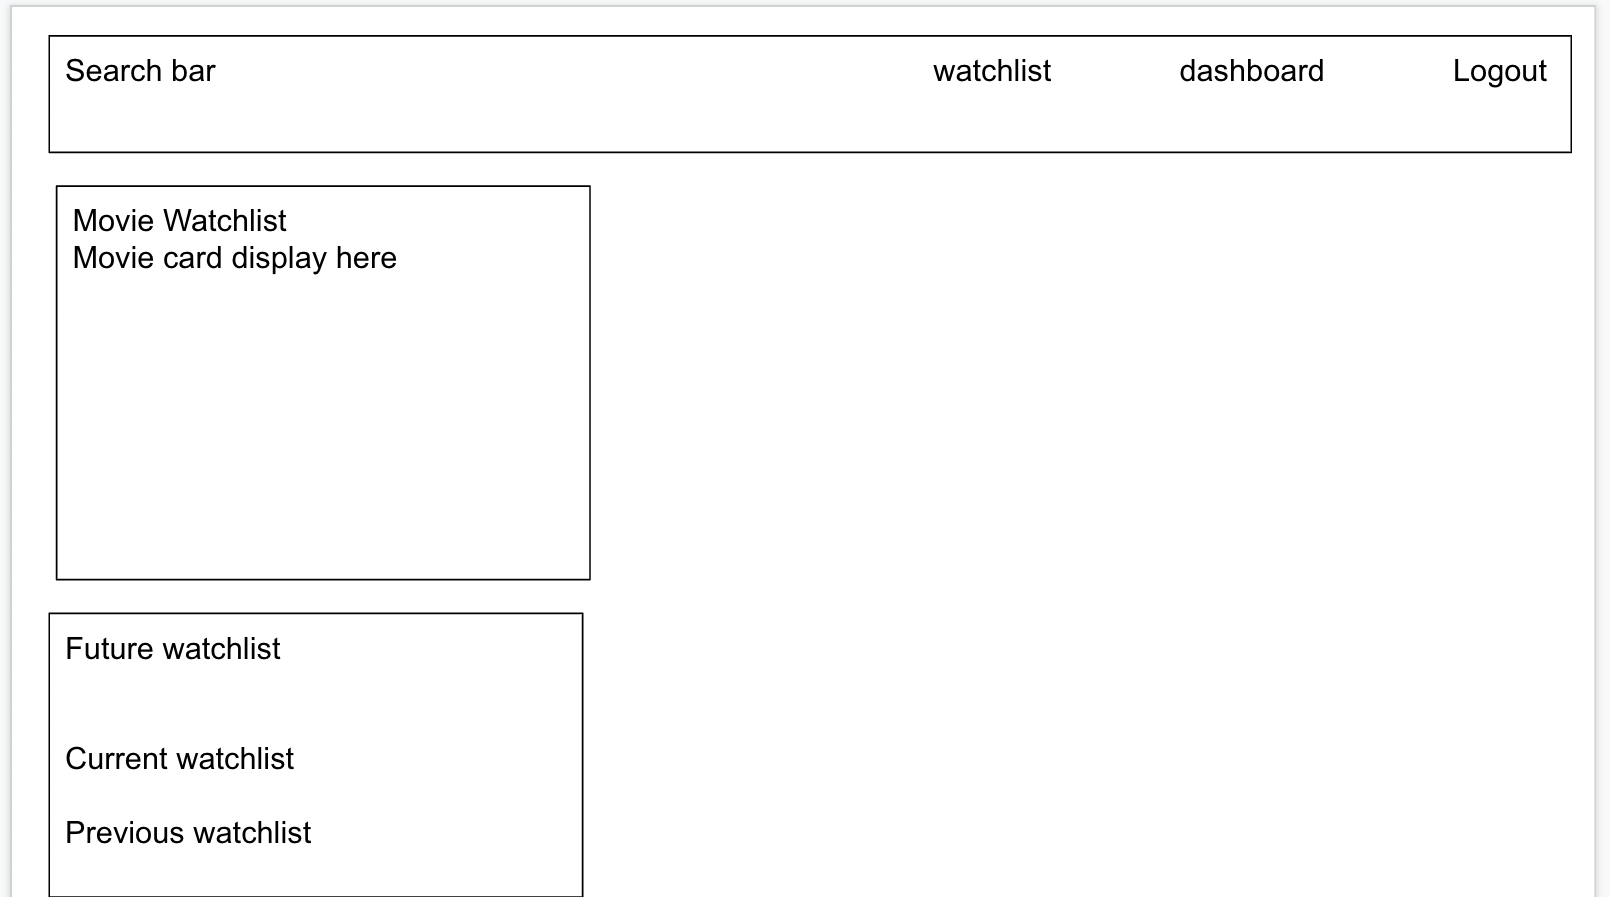 Search bar watchlist dashboard Logout
Movie Watchlist
Movie card display here
Future watchlist
Current watchlist
Previous watchlist